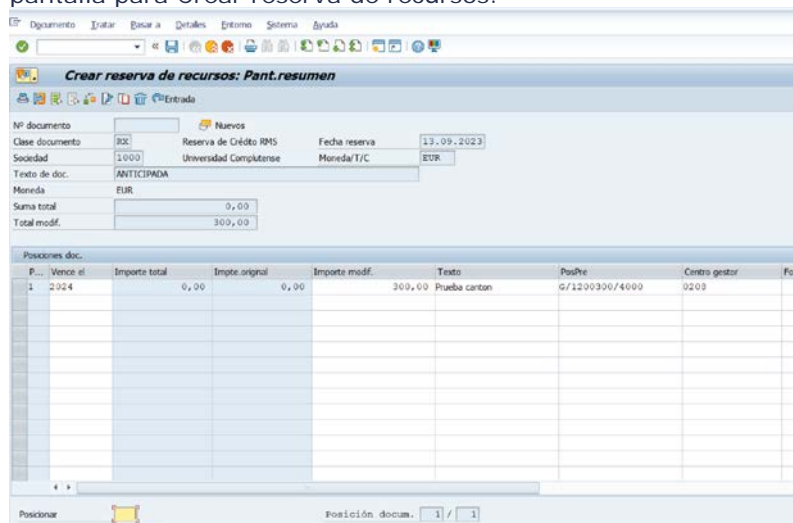 pantalla para crear reserva de recursos.
Documento Tratar Pasar a Detalles Entorno Sistema Ayuda
Crear reserva de recursos: Pant.resumen
Entrada
Nº documento Nuevos
Clase documento RX Reserva de Crédito RMS Fecha reserva 13.09.2023
Sociedad 1000 Universidad Complutense Moneda/T/C EUR
Texto de doc. ANTICIPADA
Moneda EUR
Suma total 0,00
Total modif. 300,00
Posiciones doc.
P... Vence el Importe total Impte.original Importe modif. Texto PosPre Centro gestor Fo
1 2024 0,00 0,00 300,00 Prueba canton G/1200300/4000 0203
Posicionar Posición docum. 1 / 1